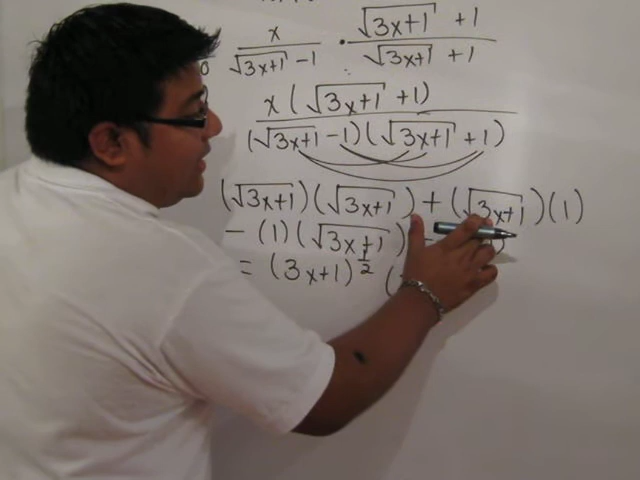 x / √3x+1 - 1 · √3x+1 + 1 / √3x+1 + 1
x (√3x+1 + 1) / (√3x+1 - 1)(√3x+1 + 1)
(√3x+1)(√3x+1) + (√3x+1)(1)
- (1)(√3x+1) -
= (3x+1)^1/2 (